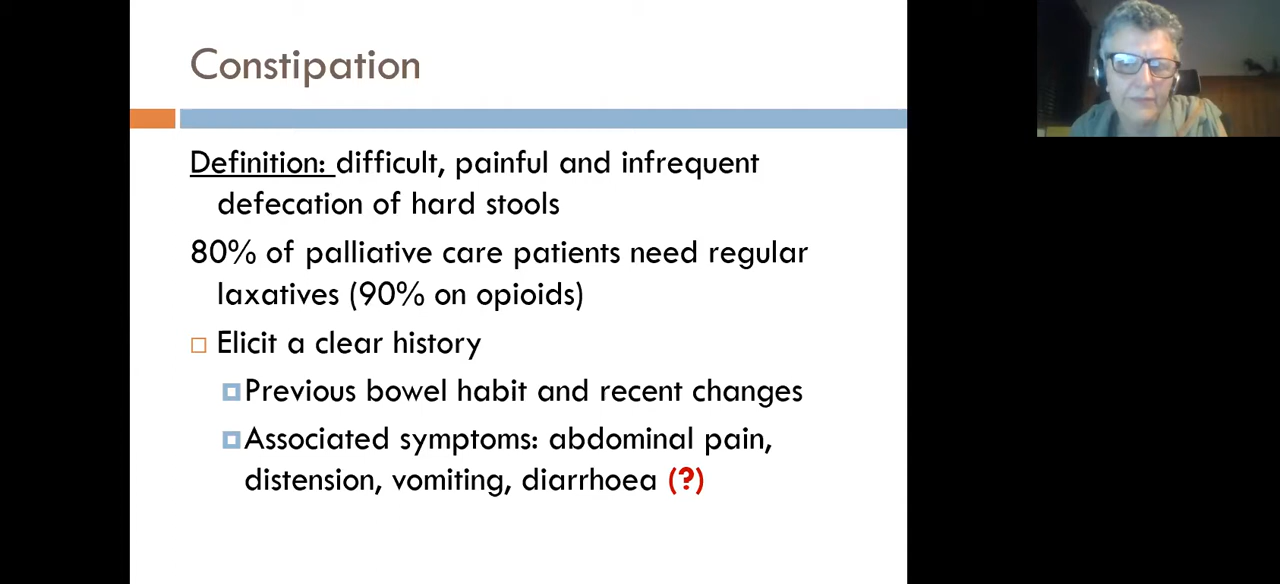 Constipation
Definition: difficult, painful and infrequent
defecation of hard stools
80% of palliative care patients need regular
laxatives (90% on opioids)
Elicit a clear history
Previous bowel habit and recent changes
Associated symptoms: abdominal pain,
distension, vomiting, diarrhoea (?)